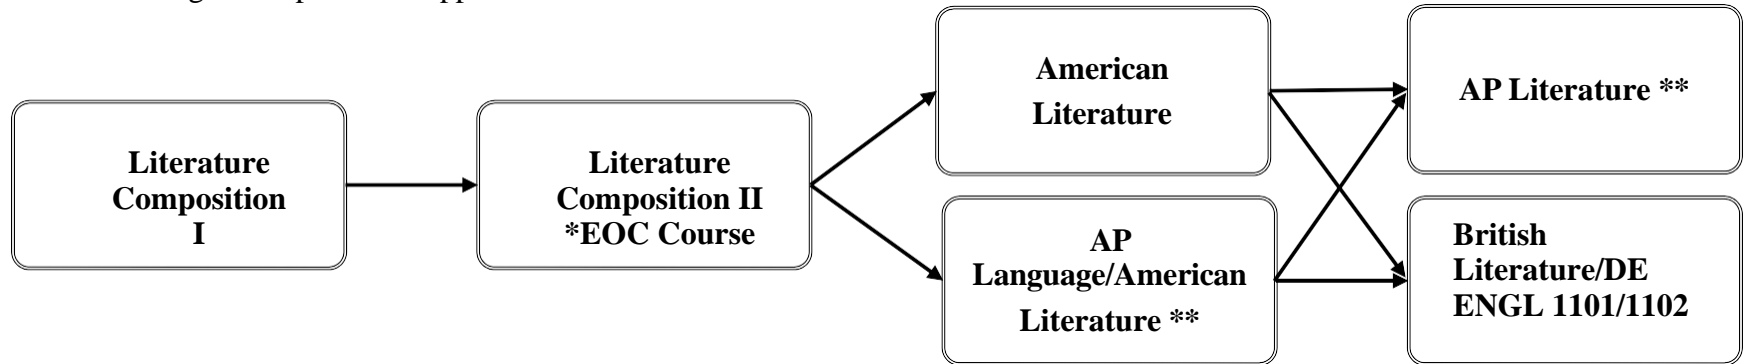 Literature
Composition
I
Literature
Composition II
*EOC Course
American
Literature
AP
Language/American
Literature **
AP Literature **
British
Literature/DE
ENGL 1101/1102